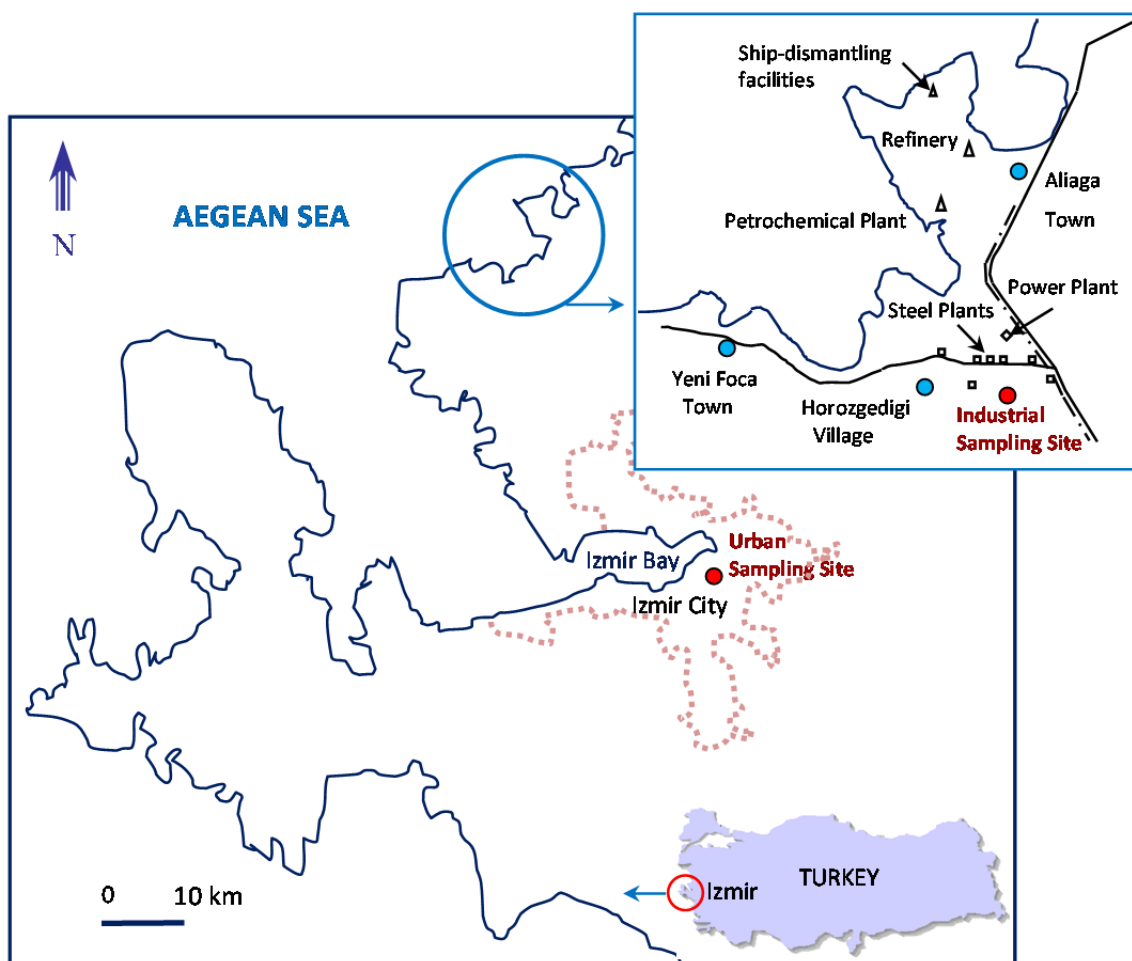 Ship-dismantling
facilities
Refinery
Aliaga
Town
Petrochemical Plant
Power Plant
Steel Plants
Yeni Foca
Town
Horozgedigi
Village
Industrial
Sampling Site
N
AEGEAN SEA
Urban
Sampling Site
Izmir Bay
Izmir City
0 10 km
Izmir
TURKEY